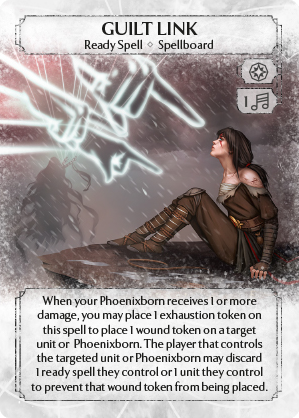 GUILT LINK
Ready Spell ◇ Spellboard
1
When your Phoenixborn receives 1 or more
damage, you may place 1 exhaustion token on
this spell to place 1 wound token on a target
unit or Phoenixborn. The player that controls
the targeted unit or Phoenixborn may discard
1 ready spell they control or 1 unit they control
to prevent that wound token from being placed.